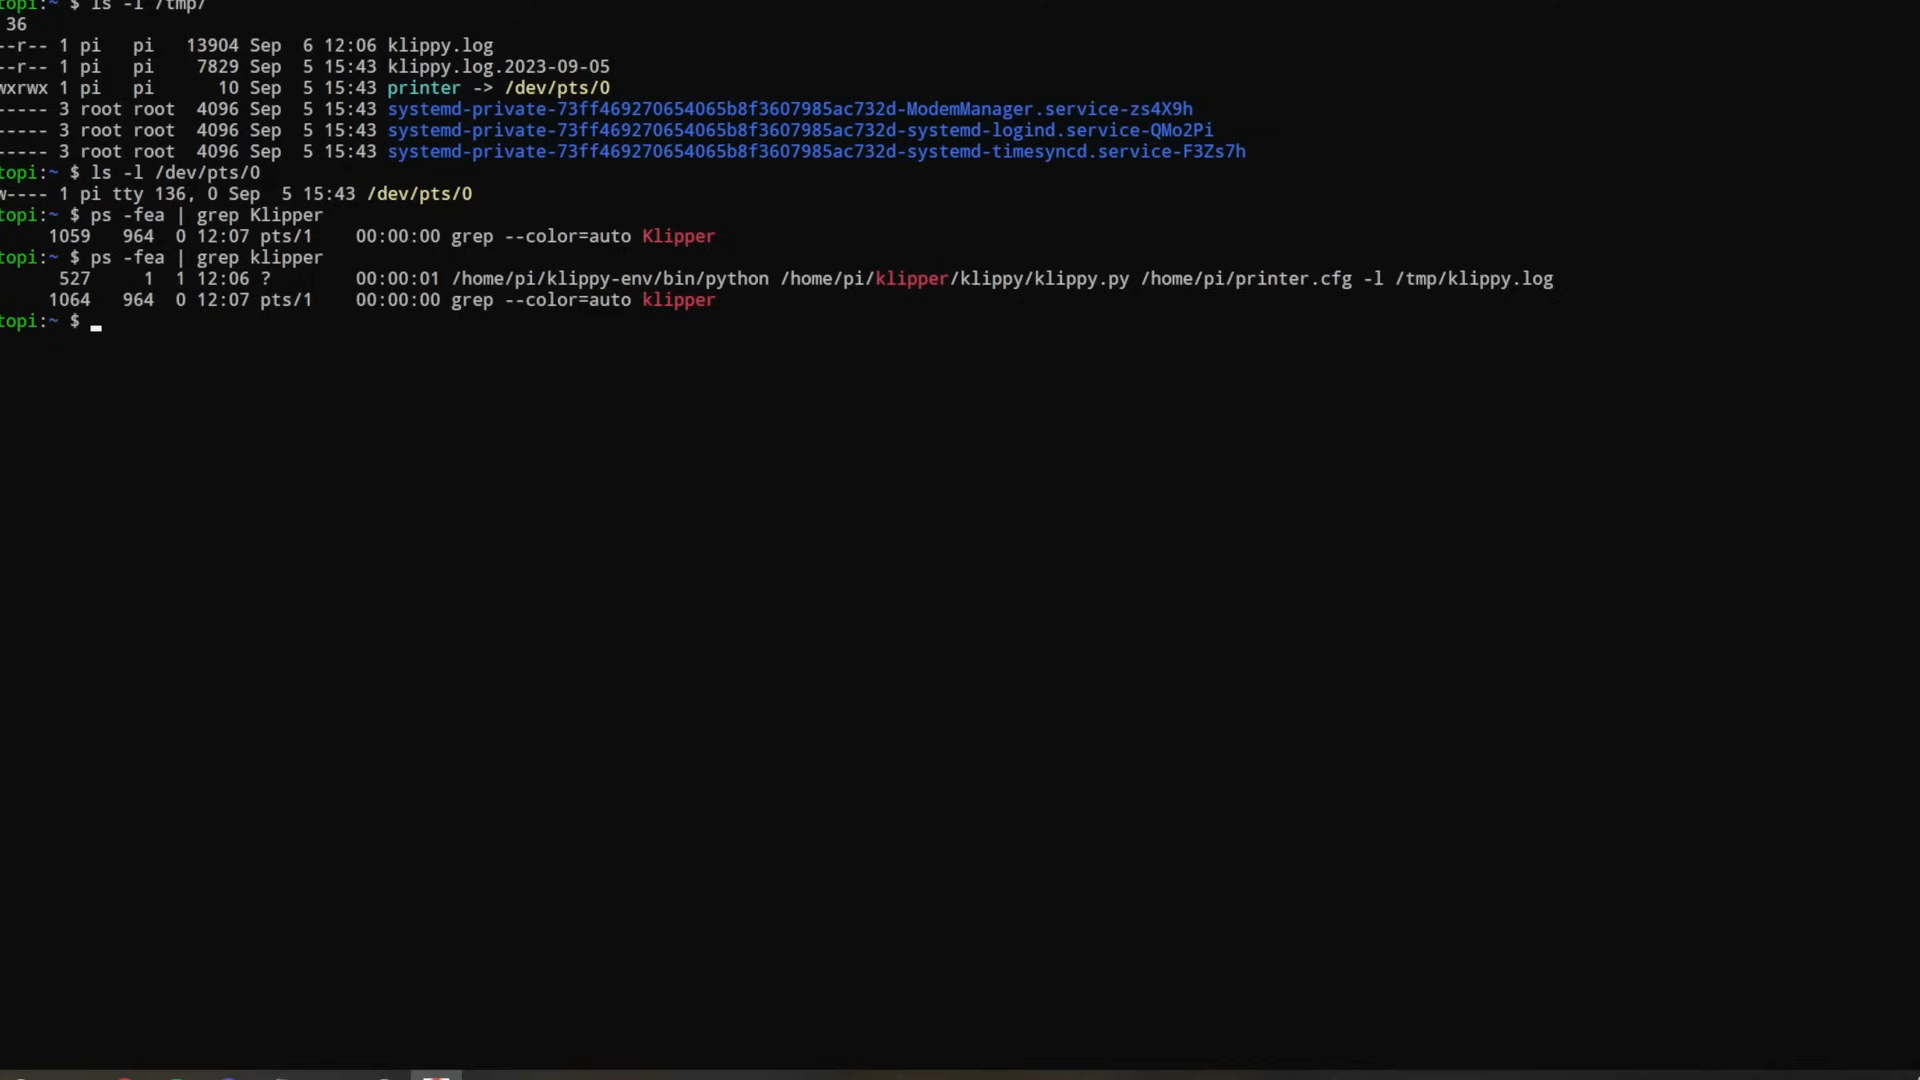 topi:~ $ ls -l /tmp/
36
--r-- 1 pi   pi   13904 Sep  6 12:06 klippy.log
--r-- 1 pi   pi    7829 Sep  5 15:43 klippy.log.2023-09-05
wxrwx 1 pi   pi      10 Sep  5 15:43 printer -> /dev/pts/0
----- 3 root root  4096 Sep  5 15:43 systemd-private-73ff469270654065b8f3607985ac732d-ModemManager.service-zs4X9h
----- 3 root root  4096 Sep  5 15:43 systemd-private-73ff469270654065b8f3607985ac732d-systemd-logind.service-QMo2Pi
----- 3 root root  4096 Sep  5 15:43 systemd-private-73ff469270654065b8f3607985ac732d-systemd-timesyncd.service-F3Zs7h
topi:~ $ ls -l /dev/pts/0
w---- 1 pi tty 136, 0 Sep  5 15:43 /dev/pts/0
topi:~ $ ps -fea | grep Klipper
1059   964  0 12:07 pts/1    00:00:00 grep --color=auto Klipper
topi:~ $ ps -fea | grep klipper
527     1  1 12:06 ?        00:00:01 /home/pi/klippy-env/bin/python /home/pi/klipper/klippy/klippy.py /home/pi/printer.cfg -l /tmp/klippy.log
1064   964  0 12:07 pts/1    00:00:00 grep --color=auto klipper
topi:~ $